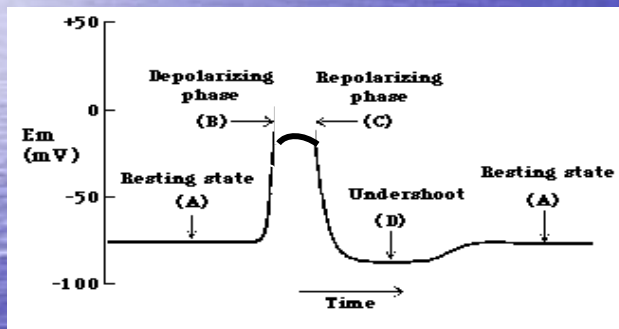 +50
Depolarizing
phase
(B)
Repolarizing
phase
(C)
0
Em
(mV)
Resting state
(A)
-50
Undershoot
(D)
Resting state
(A)
-100
Time